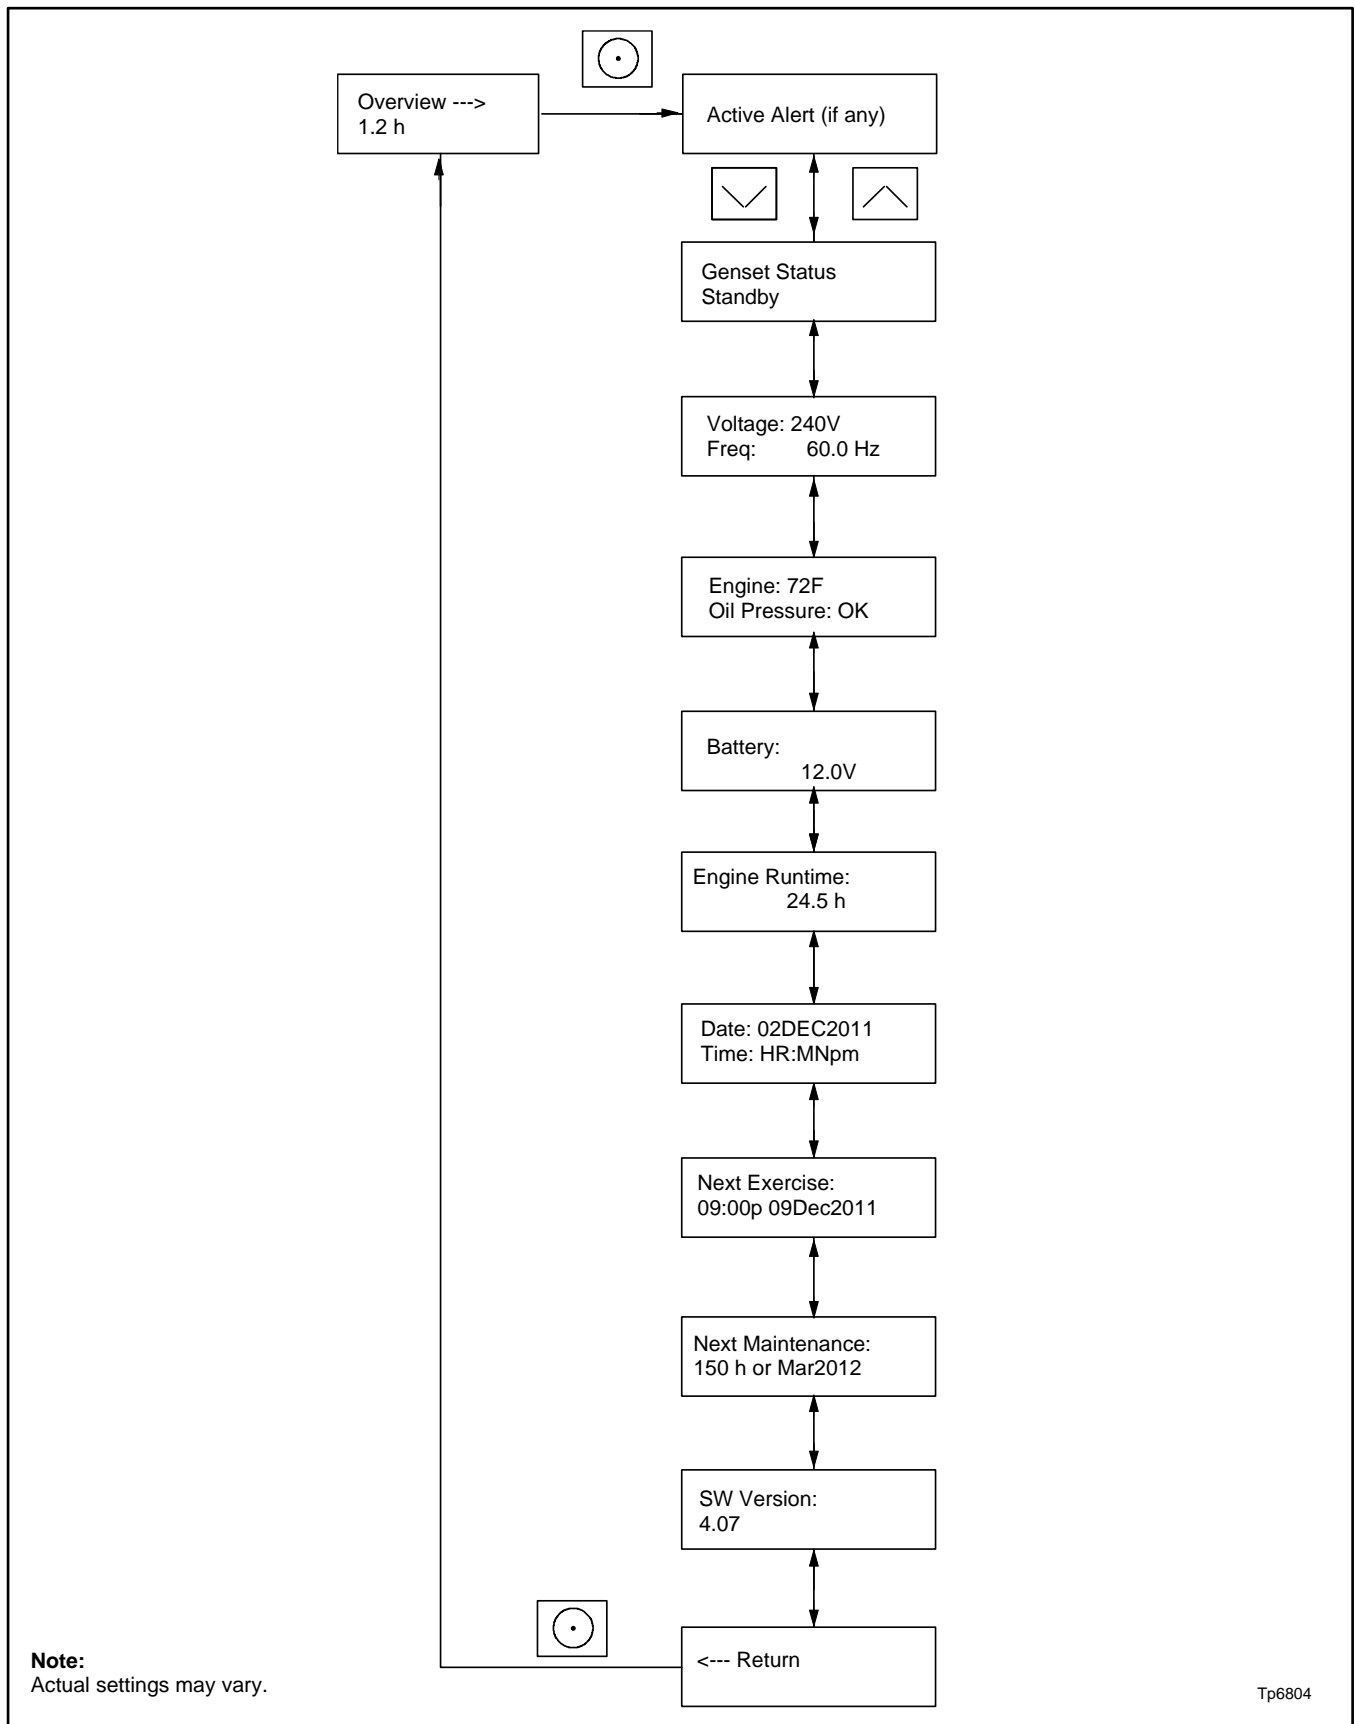 Overview --->
1.2 h
Active Alert (if any)
Genset Status
Standby
Voltage: 240V
Freq: 60.0 Hz
Engine: 72F
Oil Pressure: OK
Battery:
12.0V
Engine Runtime:
24.5 h
Date: 02DEC2011
Time: HR:MNpm
Next Exercise:
09:00p 09Dec2011
Next Maintenance:
150 h or Mar2012
SW Version:
4.07
<--- Return
Note:
Actual settings may vary.
Tp6804